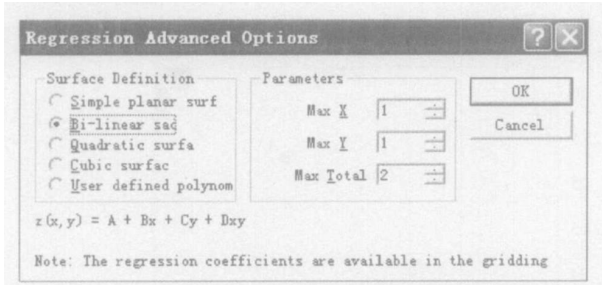 Regression Advanced Options
Surface Definition
Simple planar surf
Bi-linear sad
Quadratic surfa
Cubic surfac
User defined polynom
Parameters
Max X 1
Max Y 1
Max Total 2
OK
Cancel
z(x,y) = A + Bx + Cy + Dxy
Note: The regression coefficients are available in the gridding